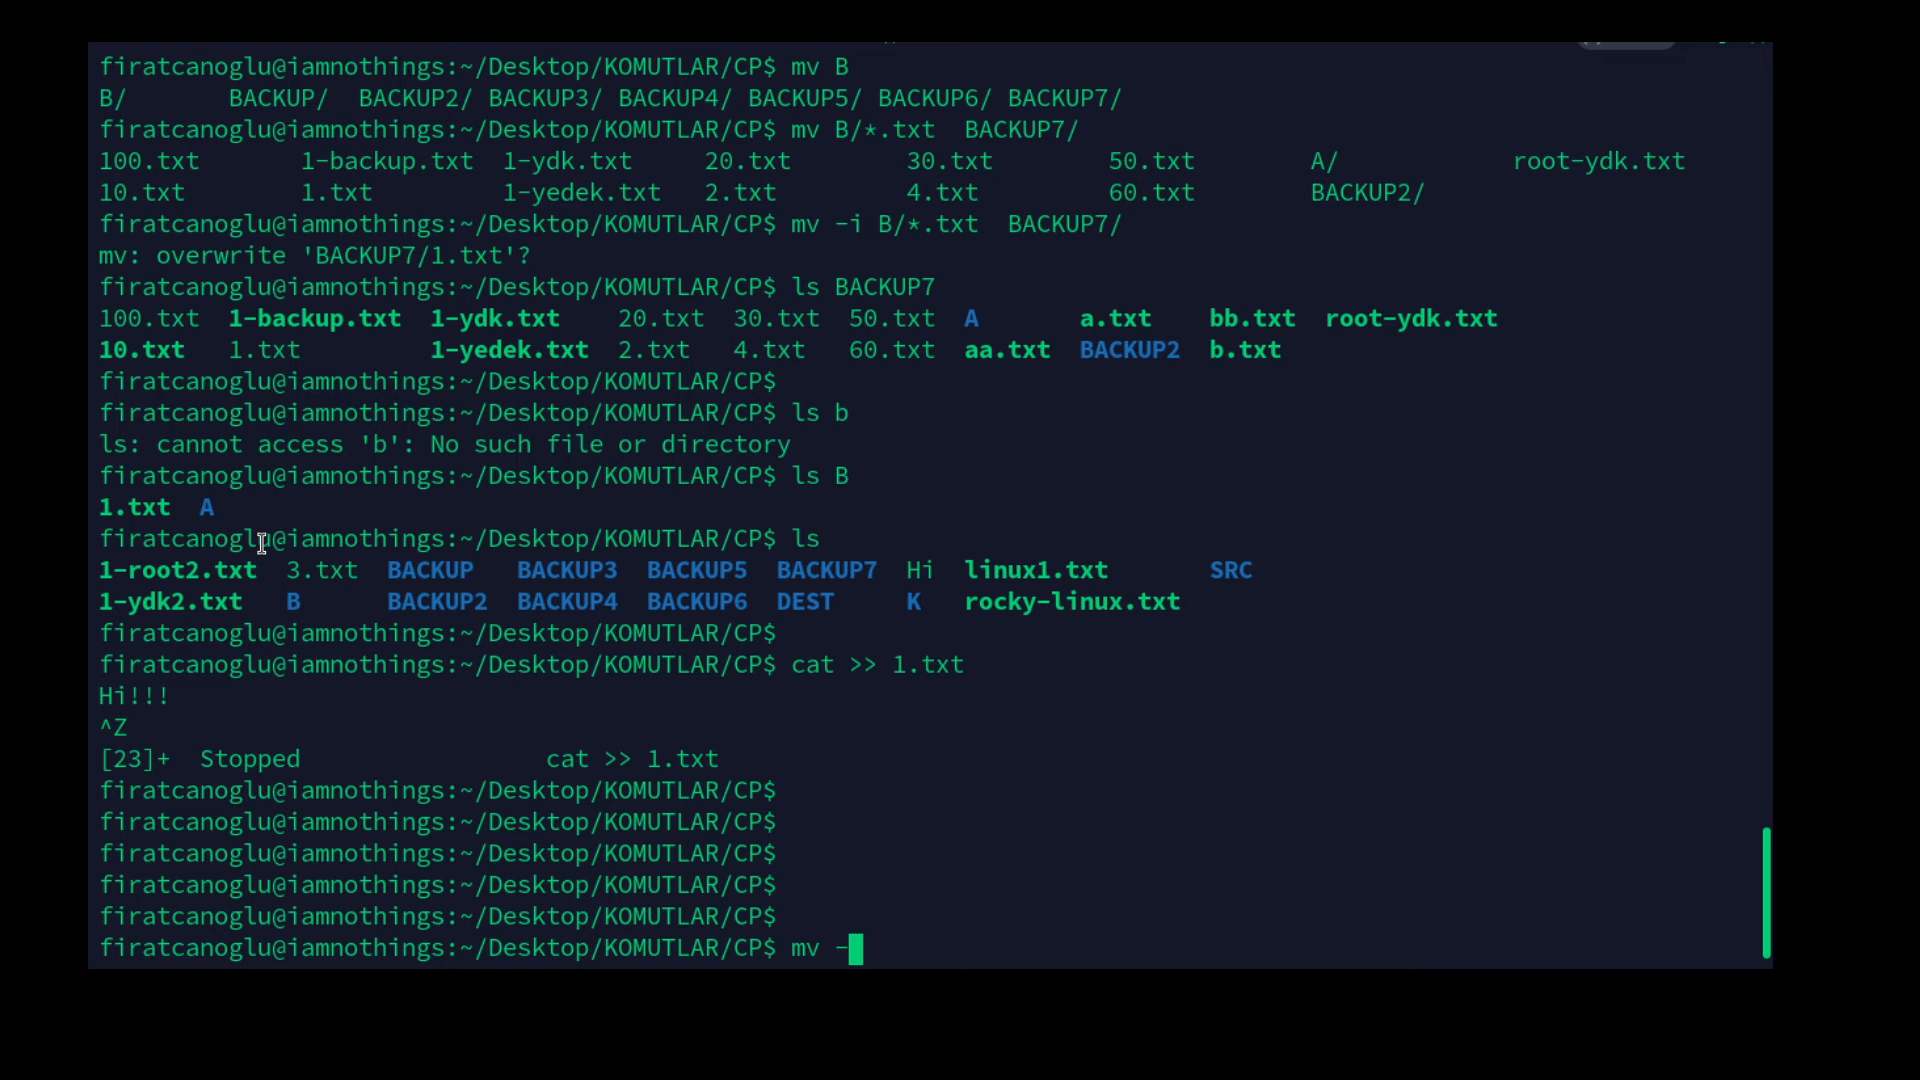 firatcanoglu@iamnothings:~/Desktop/KOMUTLAR/CP$ mv B
B/ BACKUP/ BACKUP2/ BACKUP3/ BACKUP4/ BACKUP5/ BACKUP6/ BACKUP7/
firatcanoglu@iamnothings:~/Desktop/KOMUTLAR/CP$ mv B/*.txt  BACKUP7/
100.txt 1-backup.txt 1-ydk.txt 20.txt 30.txt 50.txt A/ root-ydk.txt
10.txt 1.txt 1-yedek.txt 2.txt 4.txt 60.txt BACKUP2/
firatcanoglu@iamnothings:~/Desktop/KOMUTLAR/CP$ mv -i B/*.txt  BACKUP7/
mv: overwrite 'BACKUP7/1.txt'?
firatcanoglu@iamnothings:~/Desktop/KOMUTLAR/CP$ ls BACKUP7
100.txt 1-backup.txt 1-ydk.txt 20.txt 30.txt 50.txt A a.txt bb.txt root-ydk.txt
10.txt 1.txt 1-yedek.txt 2.txt 4.txt 60.txt aa.txt BACKUP2 b.txt
firatcanoglu@iamnothings:~/Desktop/KOMUTLAR/CP$
firatcanoglu@iamnothings:~/Desktop/KOMUTLAR/CP$ ls b
ls: cannot access 'b': No such file or directory
firatcanoglu@iamnothings:~/Desktop/KOMUTLAR/CP$ ls B
1.txt A
firatcanoglu@iamnothings:~/Desktop/KOMUTLAR/CP$ ls
1-root2.txt 3.txt BACKUP BACKUP3 BACKUP5 BACKUP7 Hi linux1.txt SRC
1-ydk2.txt B BACKUP2 BACKUP4 BACKUP6 DEST K rocky-linux.txt
firatcanoglu@iamnothings:~/Desktop/KOMUTLAR/CP$
firatcanoglu@iamnothings:~/Desktop/KOMUTLAR/CP$ cat >> 1.txt
Hi!!!
^Z
[23]+ Stopped cat >> 1.txt
firatcanoglu@iamnothings:~/Desktop/KOMUTLAR/CP$
firatcanoglu@iamnothings:~/Desktop/KOMUTLAR/CP$
firatcanoglu@iamnothings:~/Desktop/KOMUTLAR/CP$
firatcanoglu@iamnothings:~/Desktop/KOMUTLAR/CP$
firatcanoglu@iamnothings:~/Desktop/KOMUTLAR/CP$
firatcanoglu@iamnothings:~/Desktop/KOMUTLAR/CP$ mv -